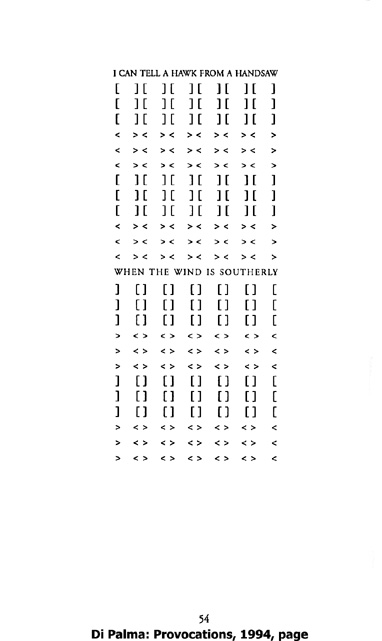 I CAN TELL A HAWK FROM A HANDSAW
[ ] [ ] [ ] [ ] [ ] [ ]
[ ] [ ] [ ] [ ] [ ] [ ]
[ ] [ ] [ ] [ ] [ ] [ ]
< > < > < > < > < > < >
< > < > < > < > < > < >
< > < > < > < > < > < >
[ ] [ ] [ ] [ ] [ ] [ ]
[ ] [ ] [ ] [ ] [ ] [ ]
[ ] [ ] [ ] [ ] [ ] [ ]
< > < > < > < > < > < >
< > < > < > < > < > < >
< > < > < > < > < > < >
WHEN THE WIND IS SOUTHERLY
] [ ] [ ] [ ] [ ] [ ] [
] [ ] [ ] [ ] [ ] [ ] [
] [ ] [ ] [ ] [ ] [ ] [
> < > < > < > < > < > <
> < > < > < > < > < > <
> < > < > < > < > < > <
] [ ] [ ] [ ] [ ] [ ] [
] [ ] [ ] [ ] [ ] [ ] [
] [ ] [ ] [ ] [ ] [ ] [
> < > < > < > < > < > <
> < > < > < > < > < > <
> < > < > < > < > < > <
54
Di Palma: Provocations, 1994, page